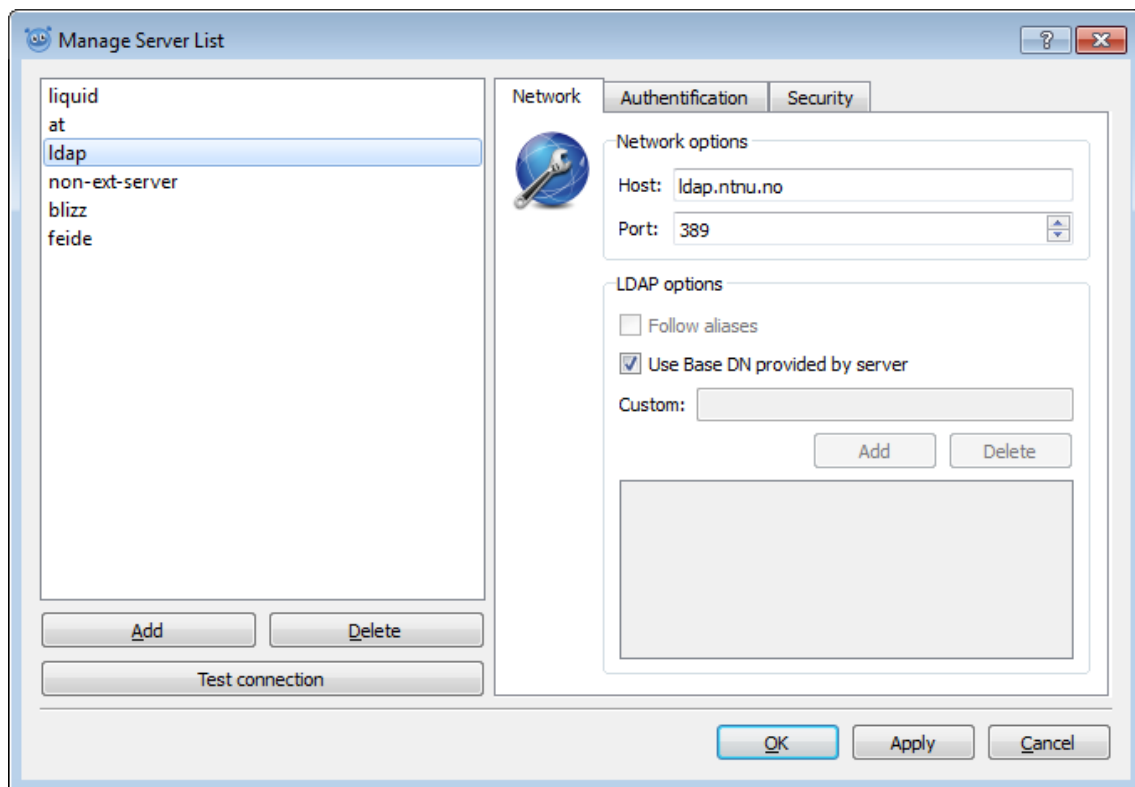 Manage Server List
liquid
at
ldap
non-ext-server
blizz
feide
Add
Delete
Test connection
Network
Authentification
Security
Network options
Host: ldap.ntnu.no
Port: 389
LDAP options
Follow aliases
Use Base DN provided by server
Custom:
Add
Delete
OK
Apply
Cancel